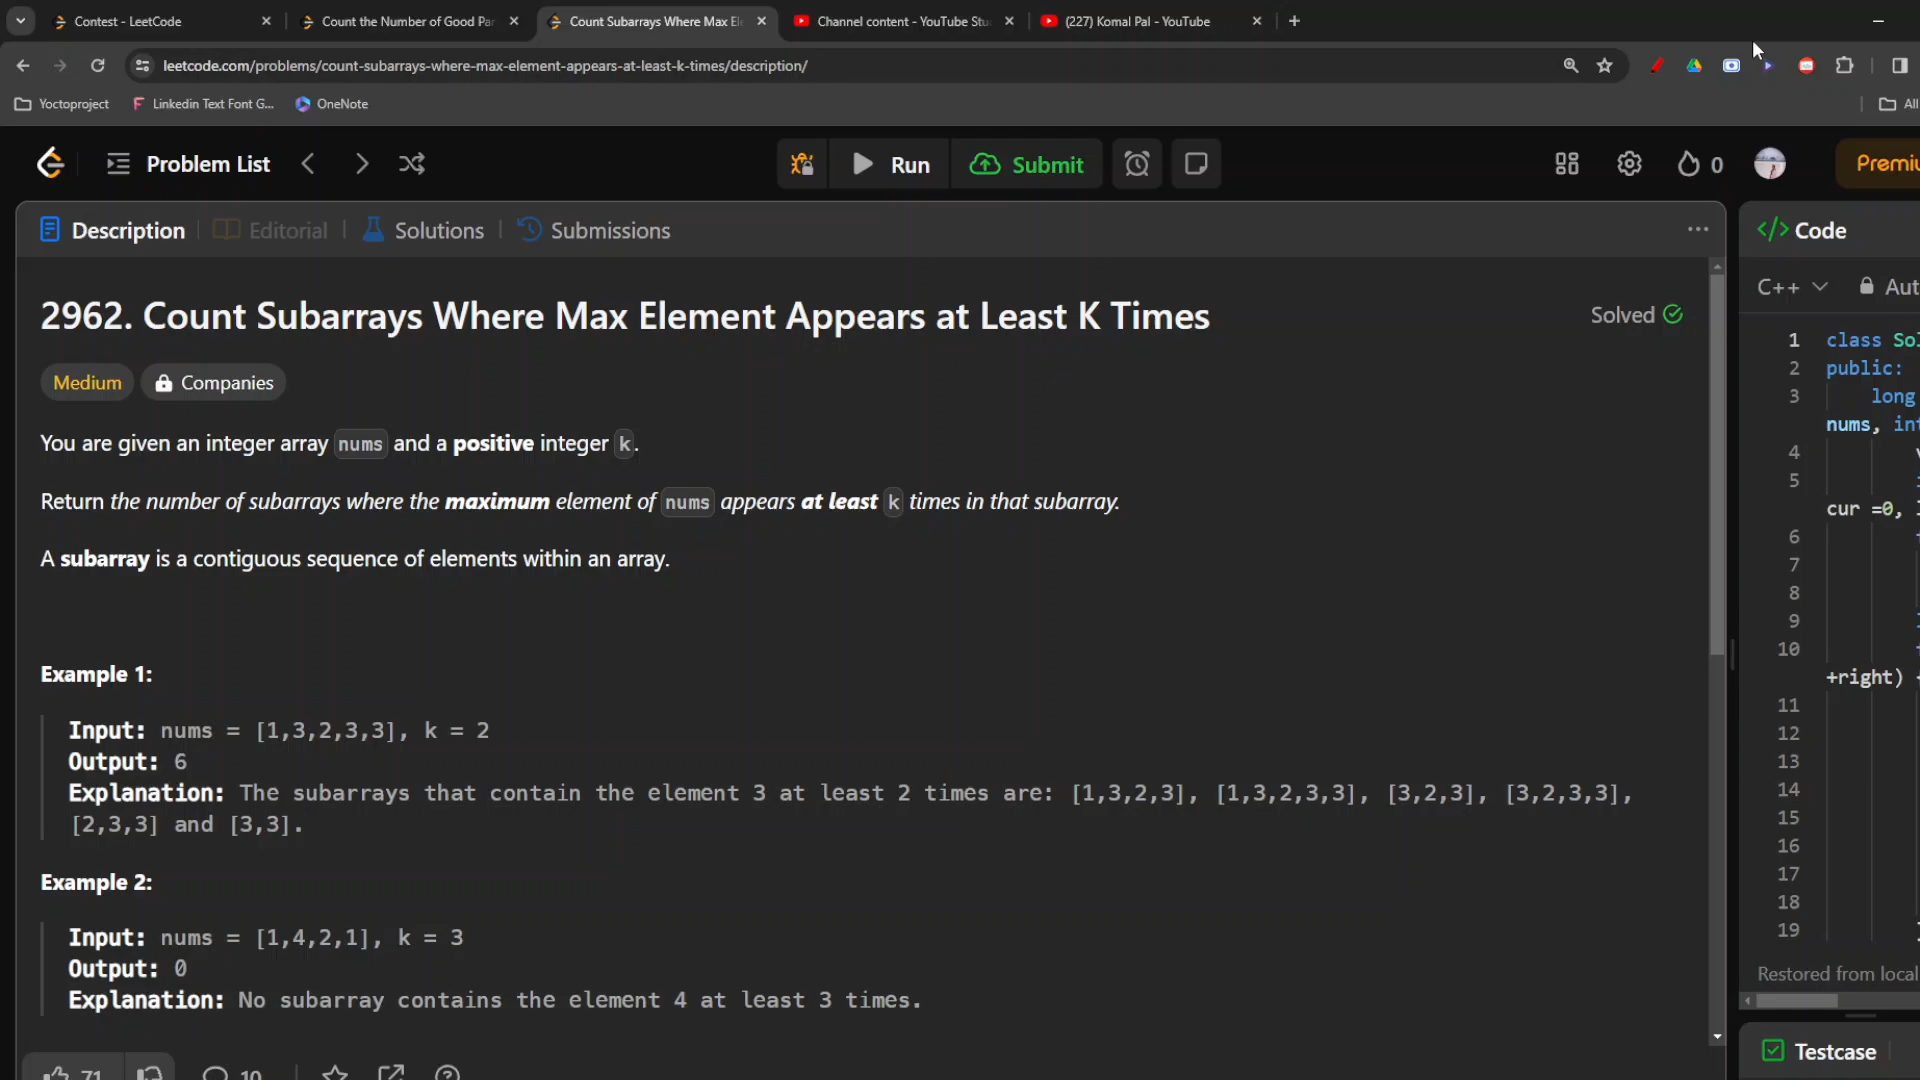 Contest - LeetCode
Count the Number of Good Par
Count Subarrays Where Max El
Channel content - YouTube Stu
(227) Komal Pal - YouTube
leetcode.com/problems/count-subarrays-where-max-element-appears-at-least-k-times/description/
Yoctoproject
Linkedin Text Font G...
OneNote
All
Problem List
Run
Submit
0
Premiu
Description
Editorial
Solutions
Submissions
Code
2962. Count Subarrays Where Max Element Appears at Least K Times
Solved
Medium
Companies
You are given an integer array nums and a positive integer k.
Return the number of subarrays where the maximum element of nums appears at least k times in that subarray.
A subarray is a contiguous sequence of elements within an array.
Example 1:
Input: nums = [1,3,2,3,3], k = 2
Output: 6
Explanation: The subarrays that contain the element 3 at least 2 times are: [1,3,2,3], [1,3,2,3,3], [3,2,3], [3,2,3,3],
[2,3,3] and [3,3].
Example 2:
Input: nums = [1,4,2,1], k = 3
Output: 0
Explanation: No subarray contains the element 4 at least 3 times.
71
10
C++
Aut
1 class Sol
2 public:
3 long
nums, int
4
5
cur =0,
6
7
8
9
10
+right)
11
12
13
14
15
16
17
18
19
Restored from local
Testcase